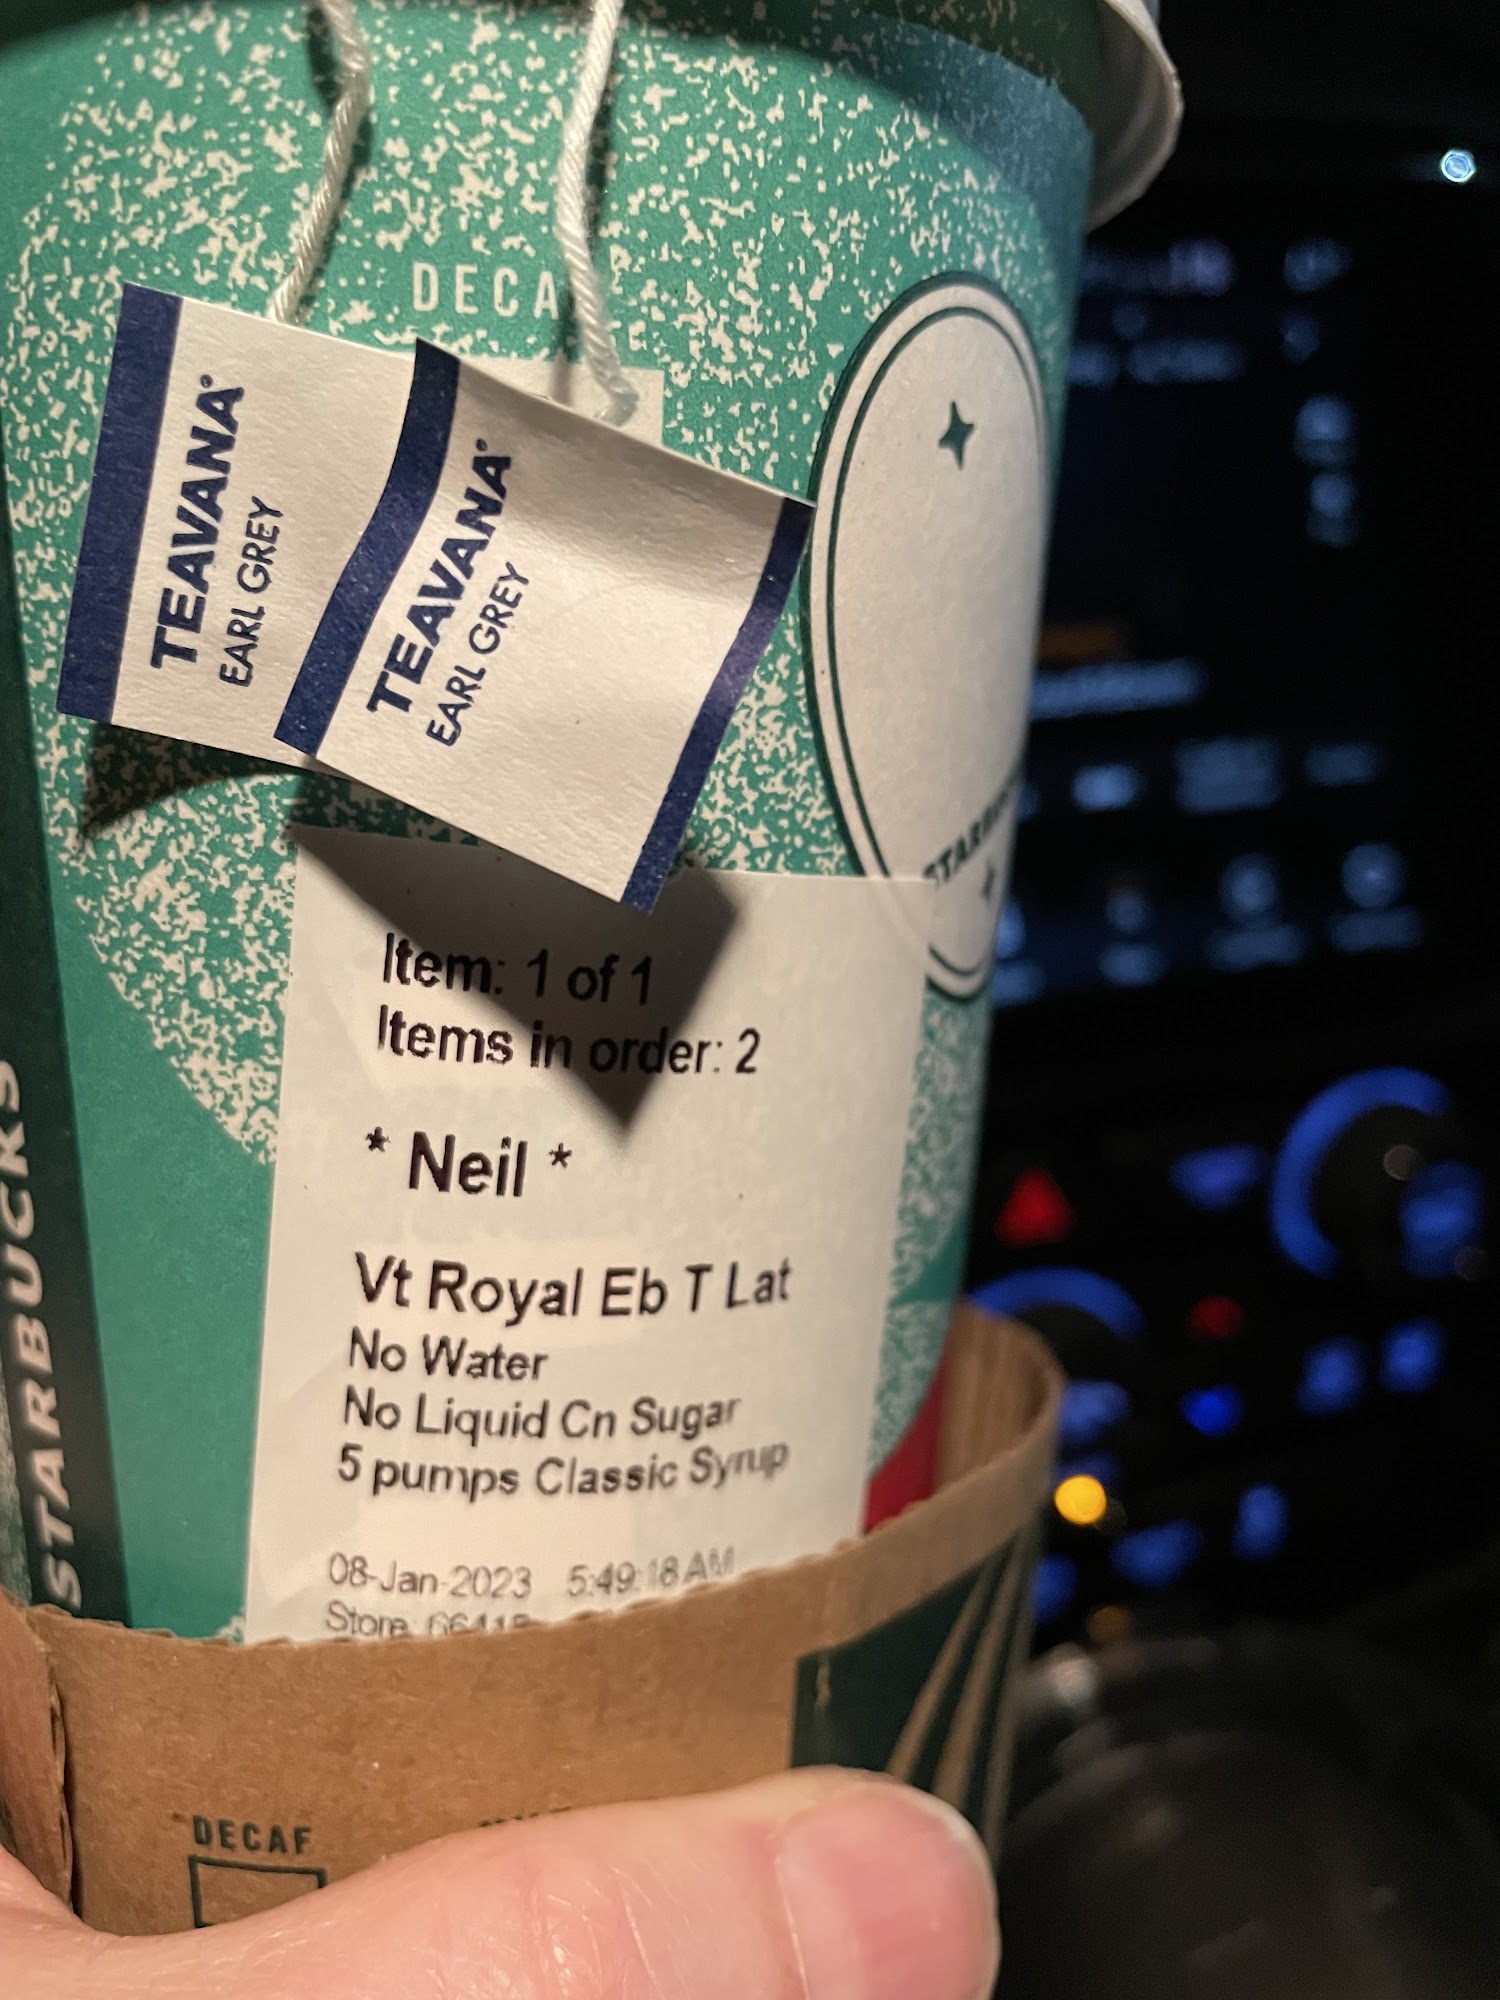 DECA
TEAVANA®
EARL GREY
TEAVANA®
EARL GREY
Item: 1 of 1
Items in order: 2
* Neil *
Vt Royal Eb T Lat
No Water
No Liquid Cn Sugar
5 pumps Classic Syrup
08-Jan-2023 5:49:18 AM
Store
STARBUCKS
DECAF